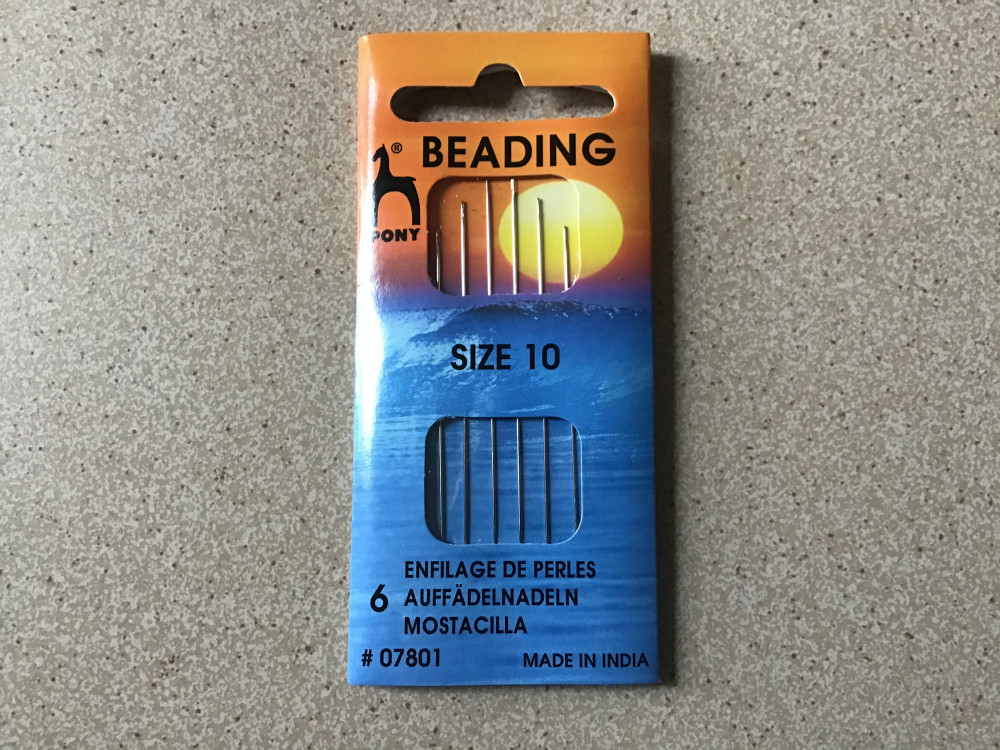 BEADING
®
PONY
SIZE 10
6
ENFILAGE DE PERLES
AUFFÄDELNADELN
MOSTACILLA
# 07801
MADE IN INDIA